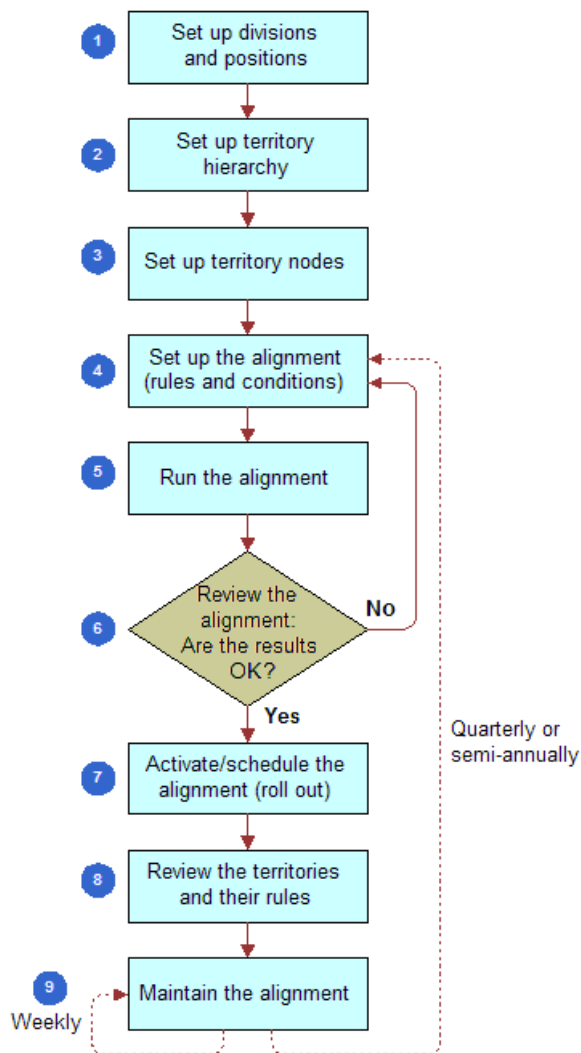 1
Set up divisions
and positions
2
Set up territory
hierarchy
3
Set up territory nodes
4
Set up the alignment
(rules and conditions)
5
Run the alignment
6
Review the
alignment:
Are the results
OK?
No
Yes
Quarterly or
semi-annually
7
Activate/schedule the
alignment (roll out)
8
Review the territories
and their rules
9
Weekly
Maintain the alignment